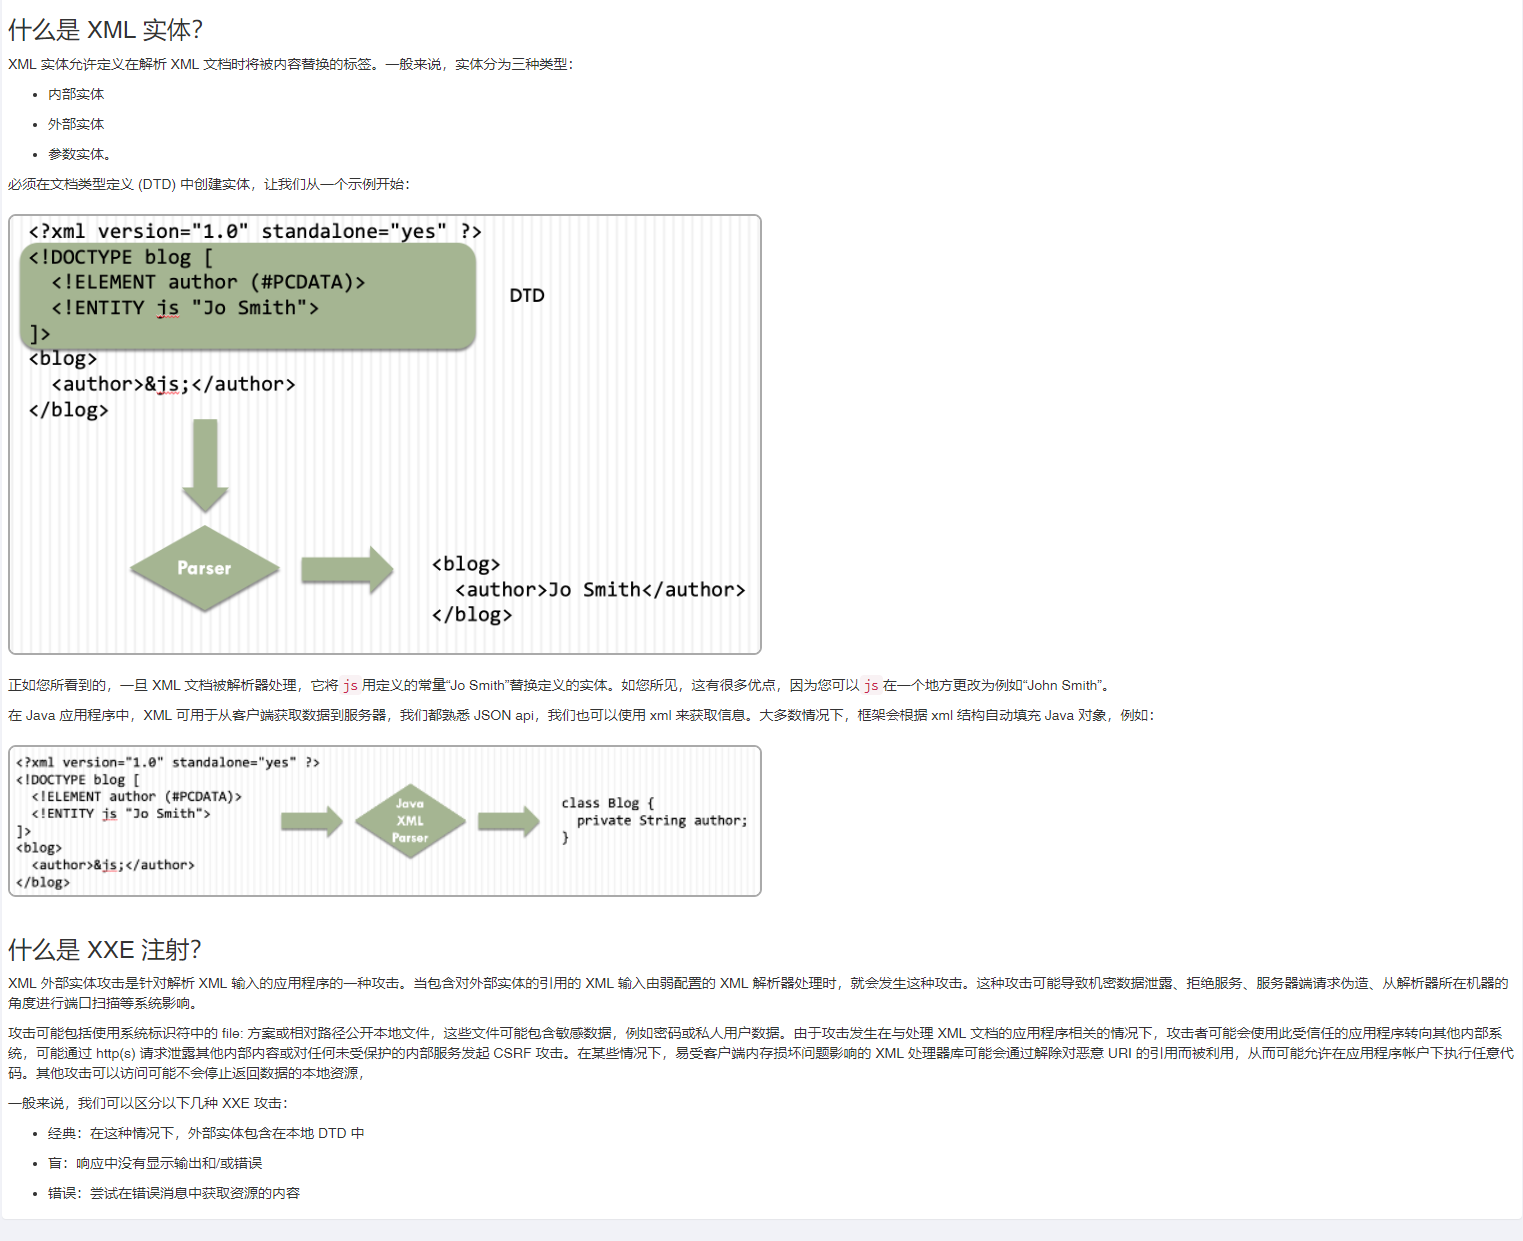 什么是 XML 实体？
XML 实体允许定义在解析 XML 文档时将被内容替换的标签。一般来说，实体分为三种类型：
• 内部实体
• 外部实体
• 参数实体。
必须在文档类型定义 (DTD) 中创建实体，让我们从一个示例开始：
<?xml version="1.0" standalone="yes" ?>
<!DOCTYPE blog [
<!ELEMENT author (#PCDATA)>
<!ENTITY js "Jo Smith">
]>
DTD
<blog>
<author>&js;</author>
</blog>
Parser
<blog>
<author>Jo Smith</author>
</blog>
正如您所看到的，一旦 XML 文档被解析器处理，它将 js 用定义的常量“Jo Smith”替换定义的实体。如您所见，这有很多优点，因为您可以 js 在一个地方更改为例如“John Smith”。
在 Java 应用程序中，XML 可用于从客户端获取数据到服务器，我们都熟悉 JSON api，我们也可以使用 xml 来获取信息。大多数情况下，框架会根据 xml 结构自动填充 Java 对象，例如：
<?xml version="1.0" standalone="yes" ?>
<!DOCTYPE blog [
<!ELEMENT author (#PCDATA)>
<!ENTITY js "Jo Smith">
]>
<blog>
<author>&js;</author>
</blog>
Java
XML
Parser
class Blog {
private String author;
}
什么是 XXE 注射？
XML 外部实体攻击是针对解析 XML 输入的应用程序的一种攻击。当包含对外部实体的引用的 XML 输入由弱配置的 XML 解析器处理时，就会发生这种攻击。这种攻击可能导致机密数据泄露、拒绝服务、服务器端请求伪造、从解析器所在机器的
角度进行端口扫描等系统影响。
攻击可能包括使用系统标识符中的 file: 方案或相对路径公开本地文件，这些文件可能包含敏感数据，例如密码或私人用户数据。由于攻击发生在与处理 XML 文档的应用程序相关的情况下，攻击者可能会使用此受信任的应用程序转向其他内部系
统，可能通过 http(s) 请求泄露其他内部内容或对任何未受保护的内部服务发起 CSRF 攻击。在某些情况下，易受客户端内存损坏问题影响的 XML 处理器库可能会通过解除对恶意 URI 的引用而被利用，从而可能允许在应用程序帐户下执行任意代
码。其他攻击可以访问可能不会停止返回数据的本地资源，
一般来说，我们可以区分以下几种 XXE 攻击：
• 经典：在这种情况下，外部实体包含在本地 DTD 中
• 盲：响应中没有显示输出和/或错误
• 错误：尝试在错误消息中获取资源的内容